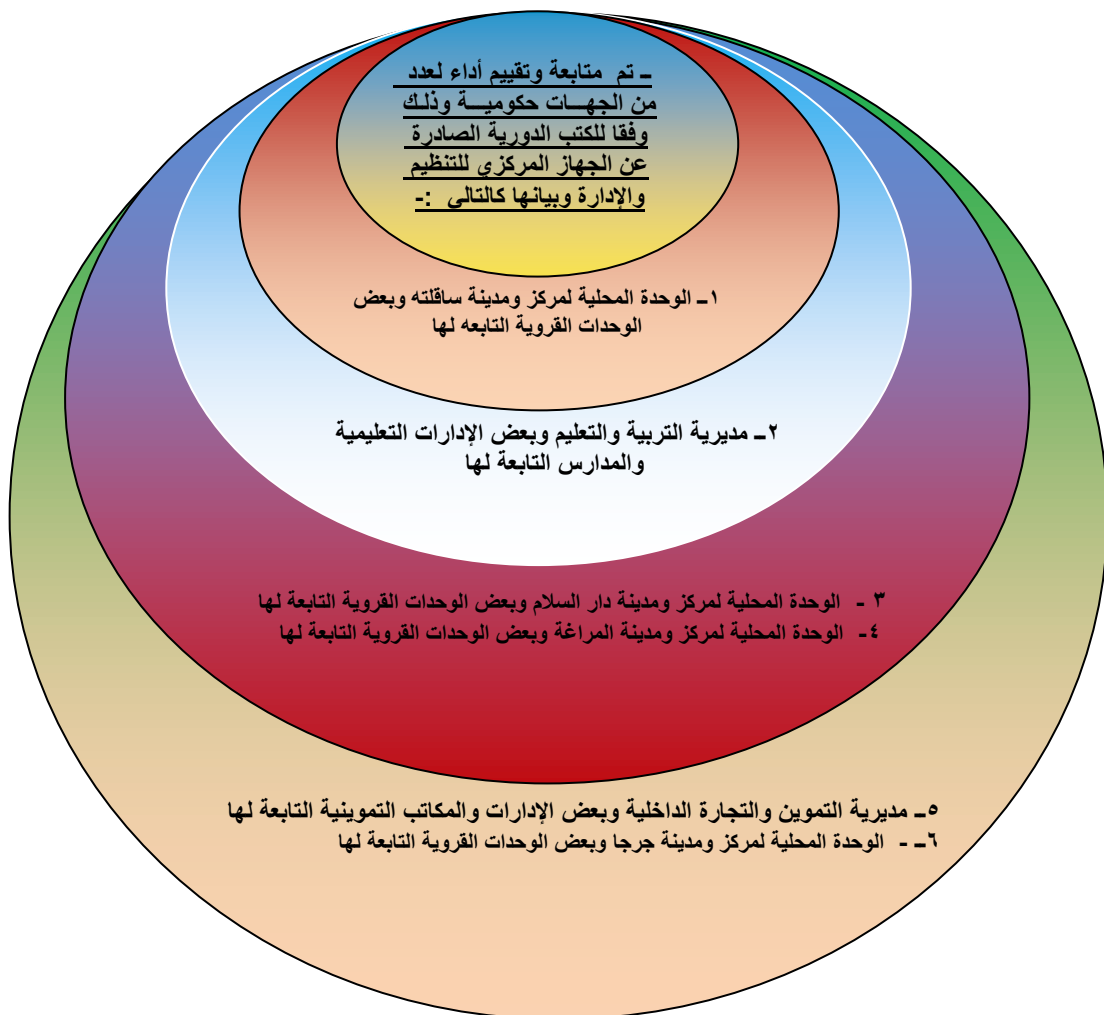 ـ تم متابعة وتقييم أداء لعدد
من الجهـــات حكوميـــة وذلـك
وفقا للكتب الدورية الصادرة
عن الجهاز المركزي للتنظيم
والإدارة وبيانها كالتالي :-
١ـ الوحدة المحلية لمركز ومدينة ساقلته وبعض
الوحدات القروية التابعه لها
٢ـ مديرية التربية والتعليم وبعض الإدارات التعليمية
والمدارس التابعة لها
٣ - الوحدة المحلية لمركز ومدينة دار السلام وبعض الوحدات القروية التابعة لها
٤- الوحدة المحلية لمركز ومدينة المراغة وبعض الوحدات القروية التابعة لها
٥ـ مديرية التموين والتجارة الداخلية وبعض الإدارات والمكاتب التموينية التابعة لها
٦ـ - الوحدة المحلية لمركز ومدينة جرجا وبعض الوحدات القروية التابعة لها